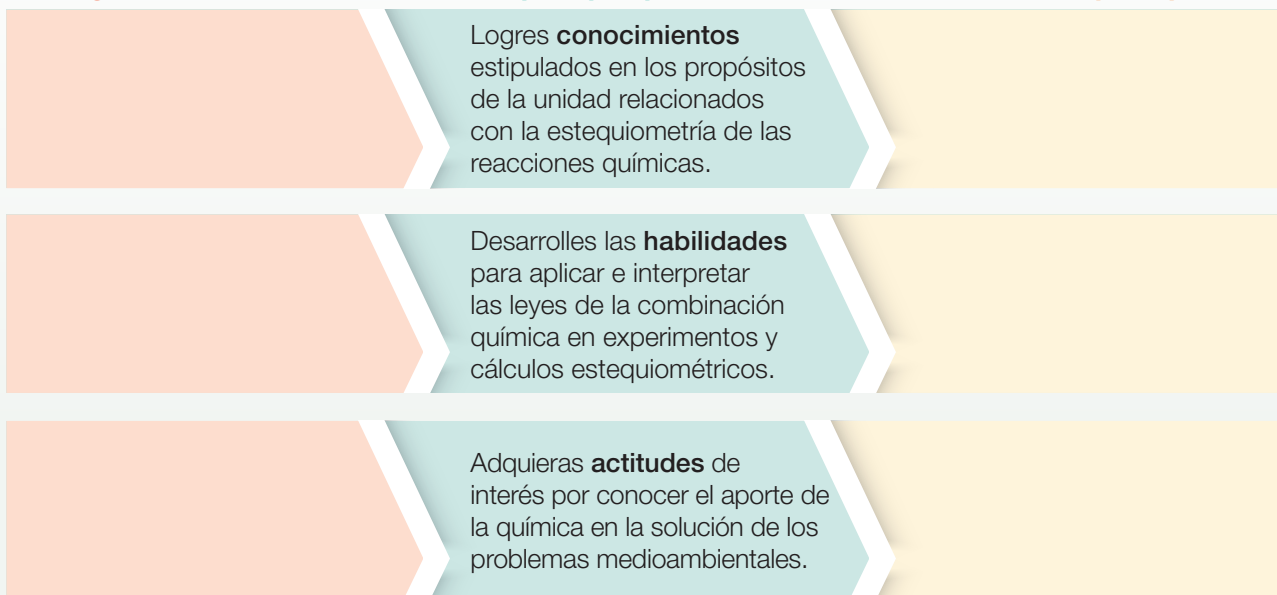 Logres conocimientos
estipulados en los propósitos
de la unidad relacionados
con la estequiometría de las
reacciones químicas.
Desarrolles las habilidades
para aplicar e interpretar
las leyes de la combinación
química en experimentos y
cálculos estequiométricos.
Adquieras actitudes de
interés por conocer el aporte de
la química en la solución de los
problemas medioambientales.